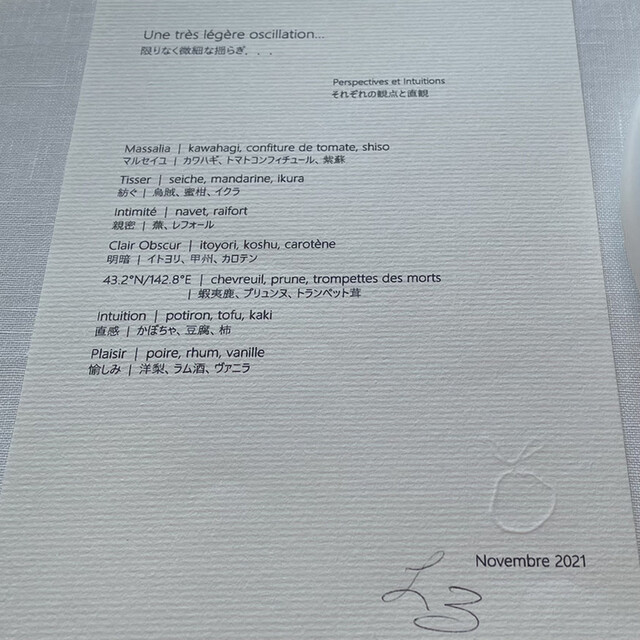 Une très légère oscillation...
限りなく微細な揺らぎ．．．
Perspectives et Intuitions
それぞれの観点と直観
Massalia | kawahagi, confiture de tomate, shiso
マルセイユ | カワハギ、トマトコンフィチュール、紫蘇
Tisser | seiche, mandarine, ikura
紡ぐ | 烏賊、蜜柑、イクラ
Intimité | navet, raifort
親密 | 蕪、レフォール
Clair Obscur | itoyori, koshu, carotène
明暗 | イトヨリ、甲州、カロテン
43.2°N/142.8°E | chevreuil, prune, trompettes des morts
| 蝦夷鹿、プリュンヌ、トランペット茸
Intuition | potiron, tofu, kaki
直感 | かぼちゃ、豆腐、柿
Plaisir | poire, rhum, vanille
愉しみ | 洋梨、ラム酒、ヴァニラ
Novembre 2021